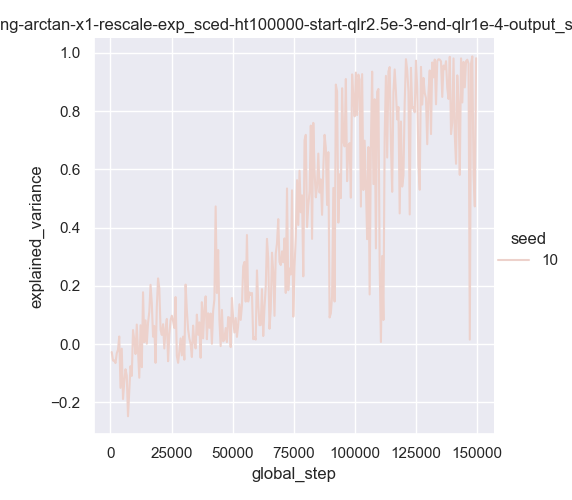 ng-arctan-x1-rescale-exp_sced-ht100000-start-qlr2.5e-3-end-qlr1e-4-output_s
1.0
0.8
0.6
0.4
0.2
0.0
−0.2
explained_variance
0 25000 50000 75000 100000 125000 150000
global_step
seed
10